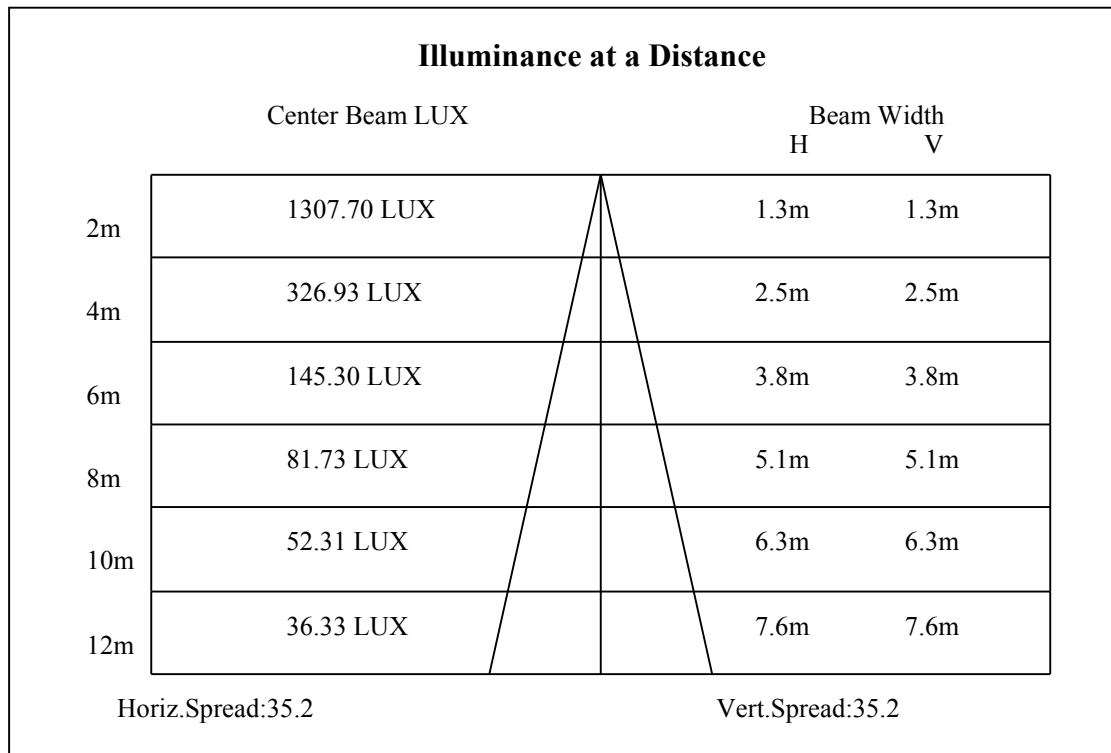 Illuminance at a Distance
Center Beam LUX Beam Width
H V
1307.70 LUX 1.3m 1.3m
2m
326.93 LUX 2.5m 2.5m
4m
145.30 LUX 3.8m 3.8m
6m
81.73 LUX 5.1m 5.1m
8m
52.31 LUX 6.3m 6.3m
10m
36.33 LUX 7.6m 7.6m
12m
Horiz.Spread:35.2 Vert.Spread:35.2